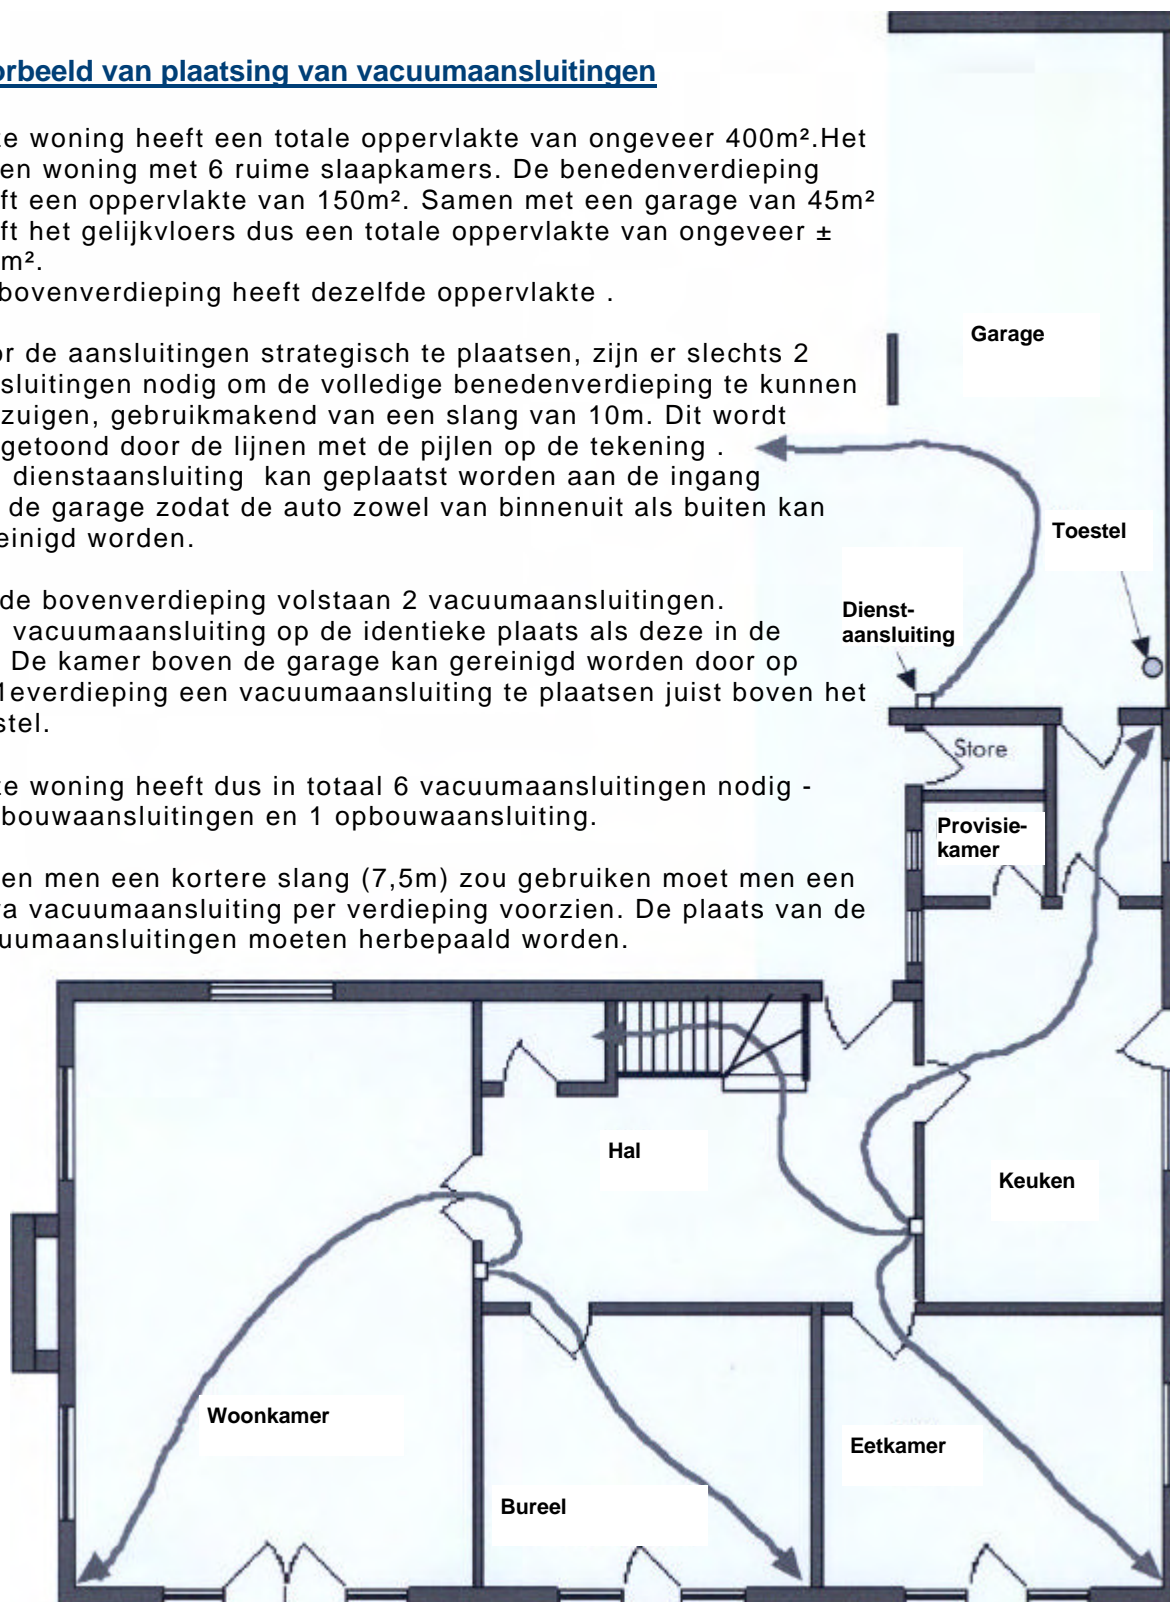 orbeeld van plaatsing van vacuumaansluitingen
ze woning heeft een totale oppervlakte van ongeveer 400m².Het
en woning met 6 ruime slaapkamers. De benedenverdieping
ft een oppervlakte van 150m². Samen met een garage van 45m²
ft het gelijkvloers dus een totale oppervlakte van ongeveer ±
m².
bovenverdieping heeft dezelfde oppervlakte .
or de aansluitingen strategisch te plaatsen, zijn er slechts 2
sluitingen nodig om de volledige benedenverdieping te kunnen
zuigen, gebruikmakend van een slang van 10m. Dit wordt
getoond door de lijnen met de pijlen op de tekening .
dienstaansluiting kan geplaatst worden aan de ingang
de garage zodat de auto zowel van binnenuit als buiten kan
einigd worden.
de bovenverdieping volstaan 2 vacuumaansluitingen.
vacuumaansluiting op de identieke plaats als deze in de
. De kamer boven de garage kan gereinigd worden door op
1everdieping een vacuumaansluiting te plaatsen juist boven het
stel.
ze woning heeft dus in totaal 6 vacuumaansluitingen nodig -
bouwaansluitingen en 1 opbouwaansluiting.
en men een kortere slang (7,5m) zou gebruiken moet men een
ra vacuumaansluiting per verdieping voorzien. De plaats van de
uumaansluitingen moeten herbepaald worden.
Garage
Toestel
Dienst-
aansluiting
Store
Provisie-
kamer
Hal
Keuken
Woonkamer
Eetkamer
Bureel